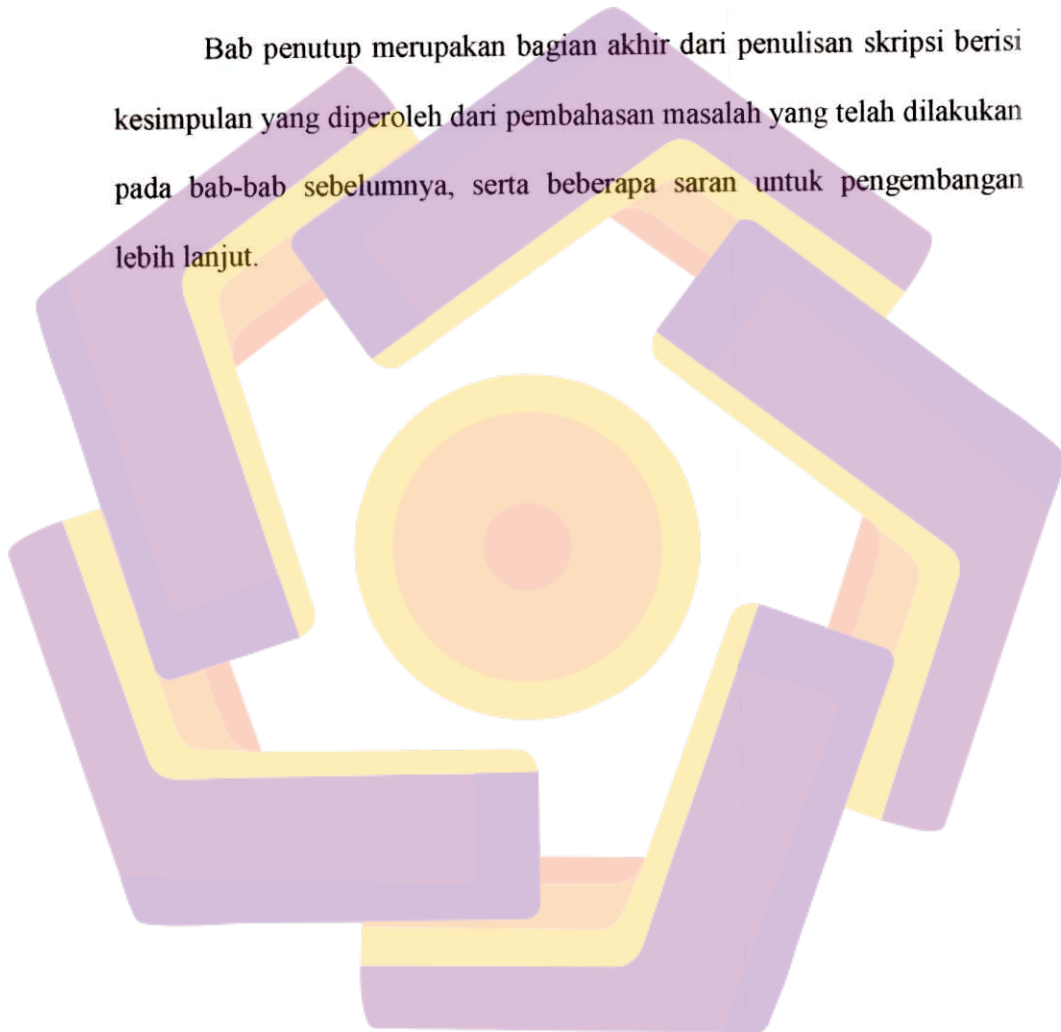 Bab penutup merupakan bagian akhir dari penulisan skripsi berisi
kesimpulan yang diperoleh dari pembahasan masalah yang telah dilakukan
pada bab-bab sebelumnya, serta beberapa saran untuk pengembangan
lebih lanjut.